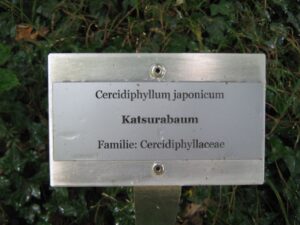 Cercidiphyllum japonicum
Katsurabaum
Familie: Cercidiphyllaceae